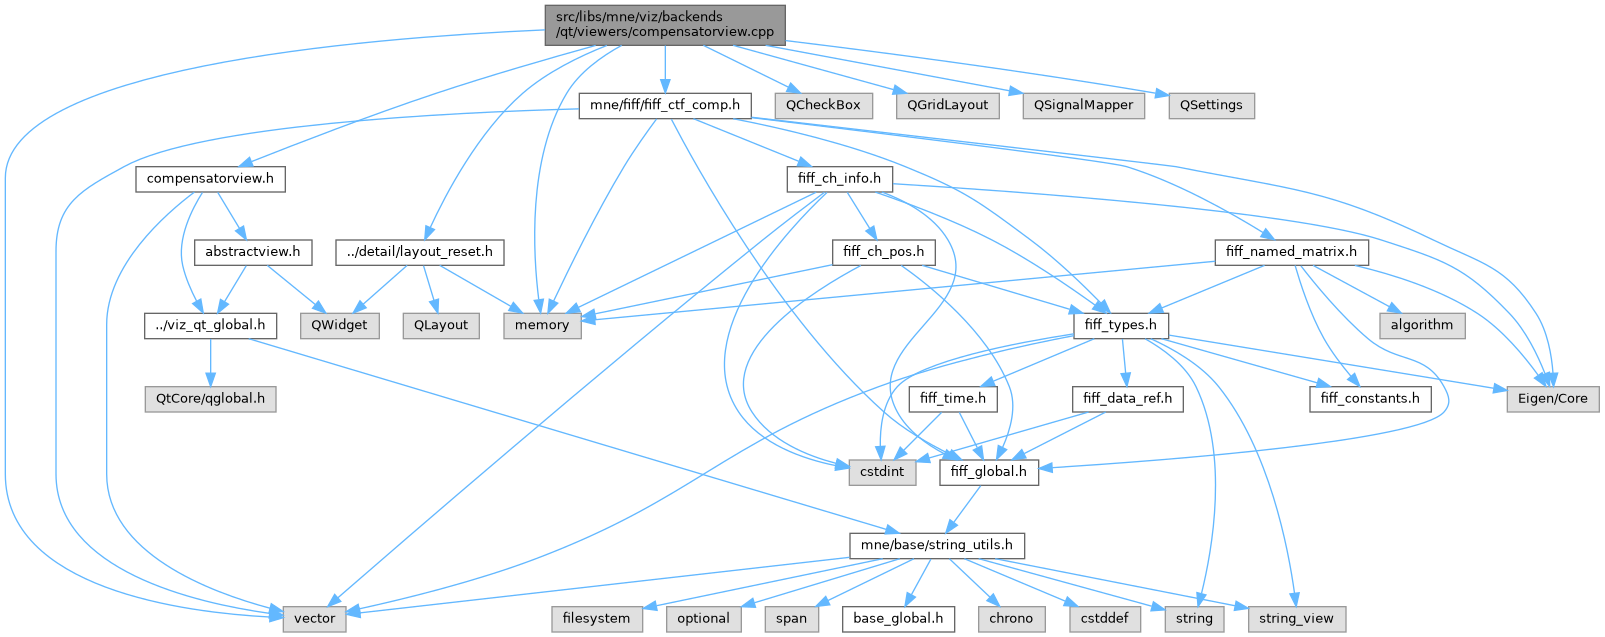 src/libs/mne/viz/backends
/qt/viewers/compensatorview.cpp
mne/fiff/fiff_ctf_comp.h
QCheckBox
QGridLayout
QSignalMapper
QSettings
compensatorview.h
fiff_ch_info.h
abstractview.h
../detail/layout_reset.h
fiff_ch_pos.h
fiff_named_matrix.h
../viz_qt_global.h
QWidget
QLayout
memory
fiff_types.h
algorithm
QtCore/qglobal.h
fiff_time.h
fiff_data_ref.h
fiff_constants.h
Eigen/Core
cstdint
fiff_global.h
mne/base/string_utils.h
vector
filesystem
optional
span
base_global.h
chrono
cstddef
string
string_view